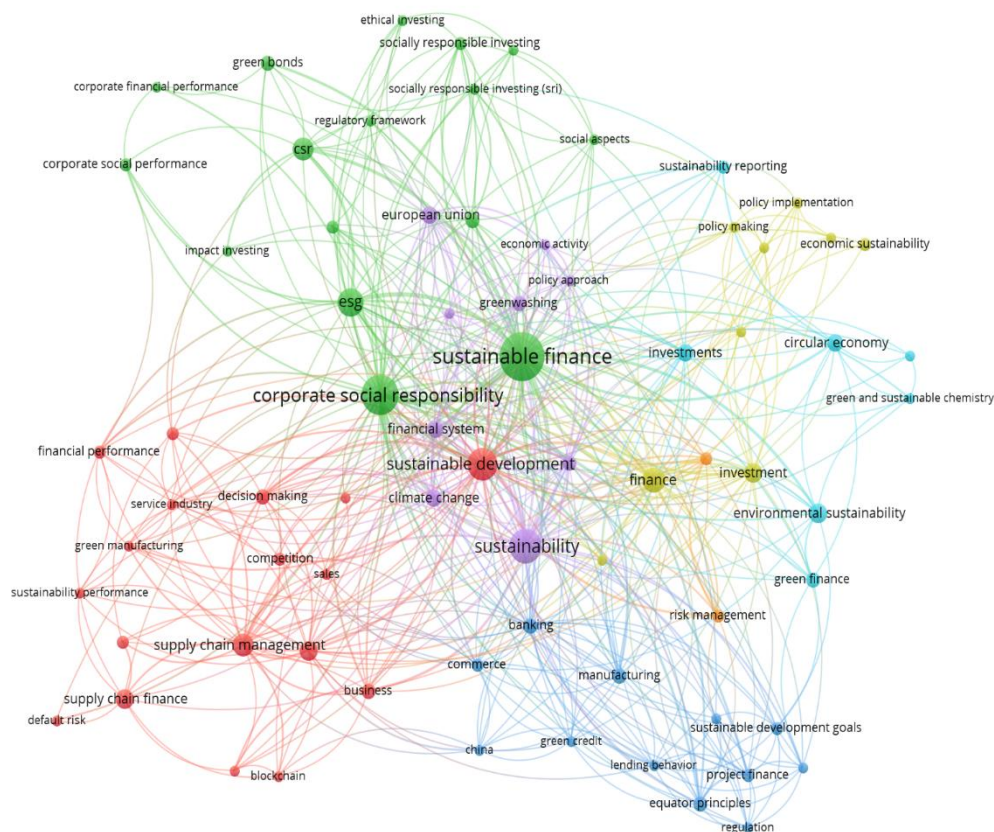 ethical investing
socially responsible investing
green bonds
corporate financial performance
socially responsible investing (sri)
regulatory framework
social aspects
csr
corporate social performance
sustainability reporting
policy implementation
european union
policy making
economic activity
economic sustainability
impact investing
policy approach
esg
greenwashing
circular economy
sustainable finance
investments
corporate social responsibility
green and sustainable chemistry
financial system
financial performance
sustainable development
finance
investment
decision making
climate change
service industry
environmental sustainability
green manufacturing
sustainability
competition
sales
green finance
sustainability performance
risk management
banking
supply chain management
commerce
manufacturing
business
supply chain finance
default risk
sustainable development goals
green credit
china
lending behavior
blockchain
project finance
equator principles
regulation